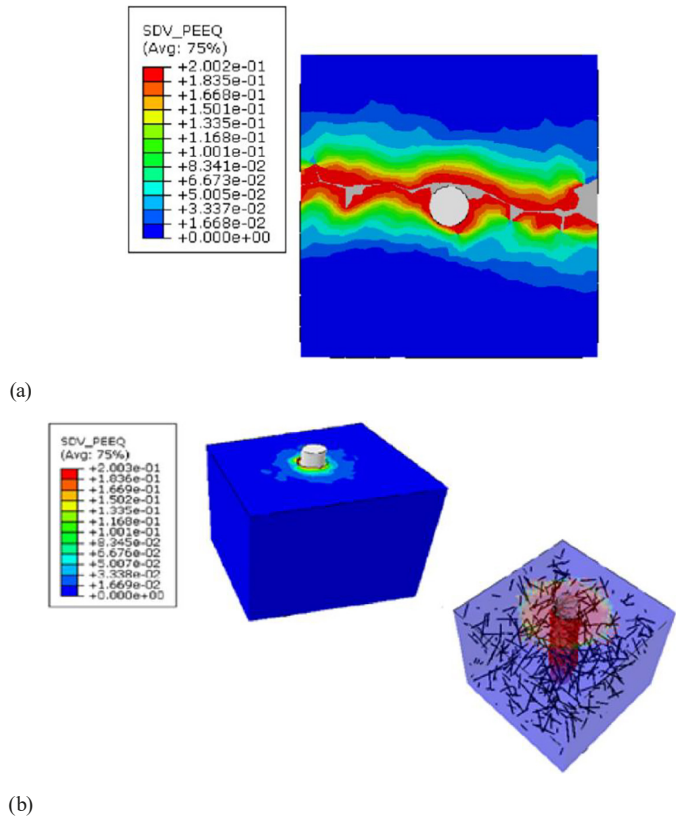 SDV_PEEQ
(Avg: 75%)
+2.002e-01
+1.835e-01
+1.668e-01
+1.501e-01
+1.335e-01
+1.168e-01
+1.001e-01
+8.341e-02
+6.673e-02
+5.005e-02
+3.337e-02
+1.668e-02
+0.000e+00
(a)
SDV_PEEQ
(Avg: 75%)
+2.003e-01
+1.836e-01
+1.669e-01
+1.502e-01
+1.335e-01
+1.168e-01
+1.001e-01
+8.345e-02
+6.676e-02
+5.007e-02
+3.338e-02
+1.669e-02
+0.000e+00
(b)